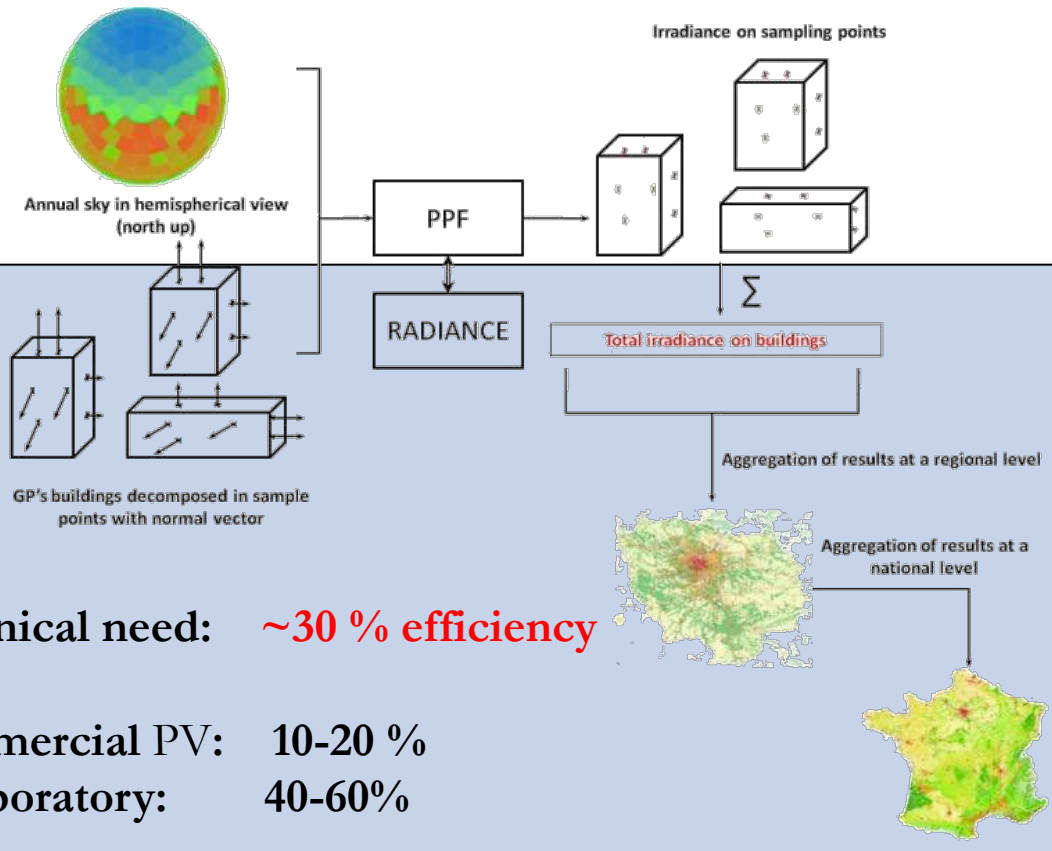 Irradiance on sampling points
Annual sky in hemispherical view
(north up)
PPF
RADIANCE
Σ
Total irradiance on buildings
GP's buildings decomposed in sample
points with normal vector
Aggregation of results at a regional level
Aggregation of results at a
national level
nical need: ~30 % efficiency
mercial PV: 10-20 %
poratory: 40-60%